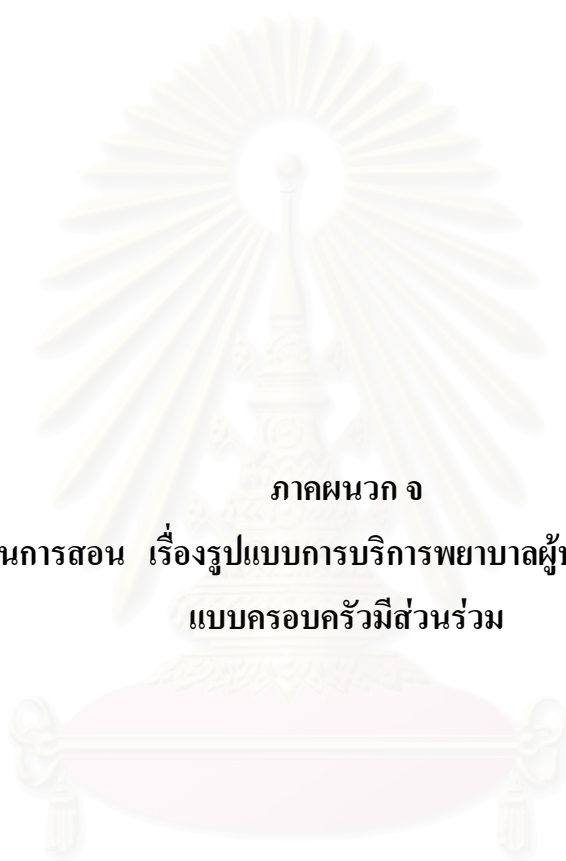 ภาคผนวก จ
นการสอน เรื่องรูปแบบการบริการพยาบาลผู้
แบบครอบครัวมีส่วนร่วม